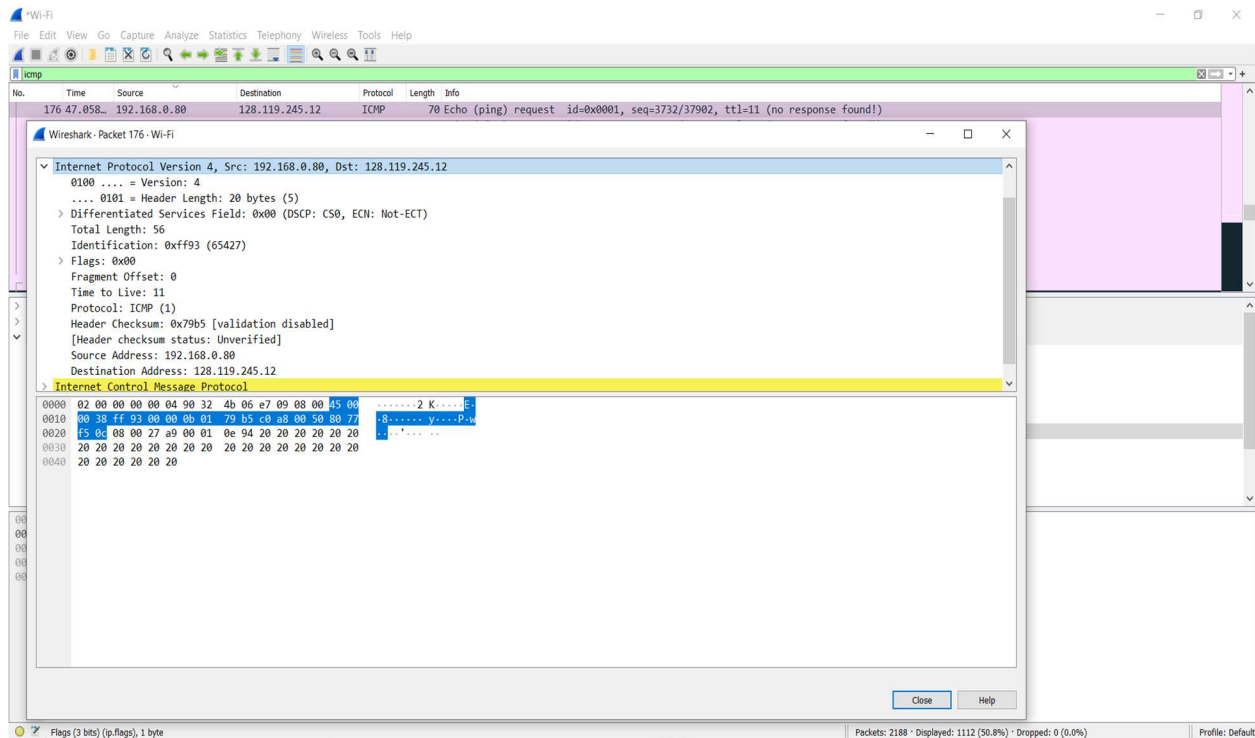 *Wi-Fi
File Edit View Go Capture Analyze Statistics Telephony Wireless Tools Help
icmp
No. Time Source Destination Protocol Length Info
176 47.058… 192.168.0.80 128.119.245.12 ICMP 70 Echo (ping) request id=0x0001, seq=3732/37902, ttl=11 (no response found!)
Wireshark · Packet 176 · Wi-Fi
Internet Protocol Version 4, Src: 192.168.0.80, Dst: 128.119.245.12
0100 .... = Version: 4
.... 0101 = Header Length: 20 bytes (5)
Differentiated Services Field: 0x00 (DSCP: CS0, ECN: Not-ECT)
Total Length: 56
Identification: 0xff93 (65427)
Flags: 0x00
Fragment Offset: 0
Time to Live: 11
Protocol: ICMP (1)
Header Checksum: 0x79b5 [validation disabled]
[Header checksum status: Unverified]
Source Address: 192.168.0.80
Destination Address: 128.119.245.12
Internet Control Message Protocol
0000 02 00 00 00 00 04 90 32 4b 06 e7 09 08 00 45 00 ·······2 K·····E·
0010 00 38 ff 93 00 00 0b 01 79 b5 c0 a8 00 50 80 77 ·8······ y····P·w
0020 f5 0c 08 00 27 a9 00 01 0e 94 20 20 20 20 20 20 ····'··· ··
0030 20 20 20 20 20 20 20 20 20 20 20 20 20 20 20 20
0040 20 20 20 20 20 20
00
00
00
00
00
Close Help
Flags (3 bits) (ip.flags), 1 byte Packets: 2188 · Displayed: 1112 (50.8%) · Dropped: 0 (0.0%) Profile: Default